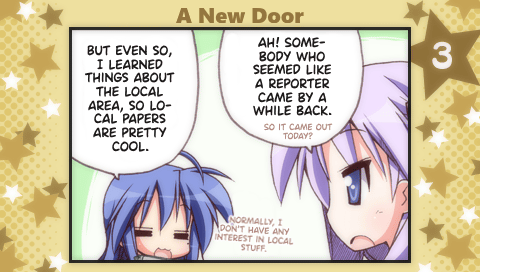 A New Door
3
BUT EVEN SO,
I LEARNED
THINGS ABOUT
THE LOCAL
AREA, SO LO-
CAL PAPERS
ARE PRETTY
COOL.
AH! SOME-
BODY WHO
SEEMED LIKE
A REPORTER
CAME BY A
WHILE BACK.
SO IT CAME OUT
TODAY?
NORMALLY, I
DON'T HAVE ANY
INTEREST IN LOCAL
STUFF.